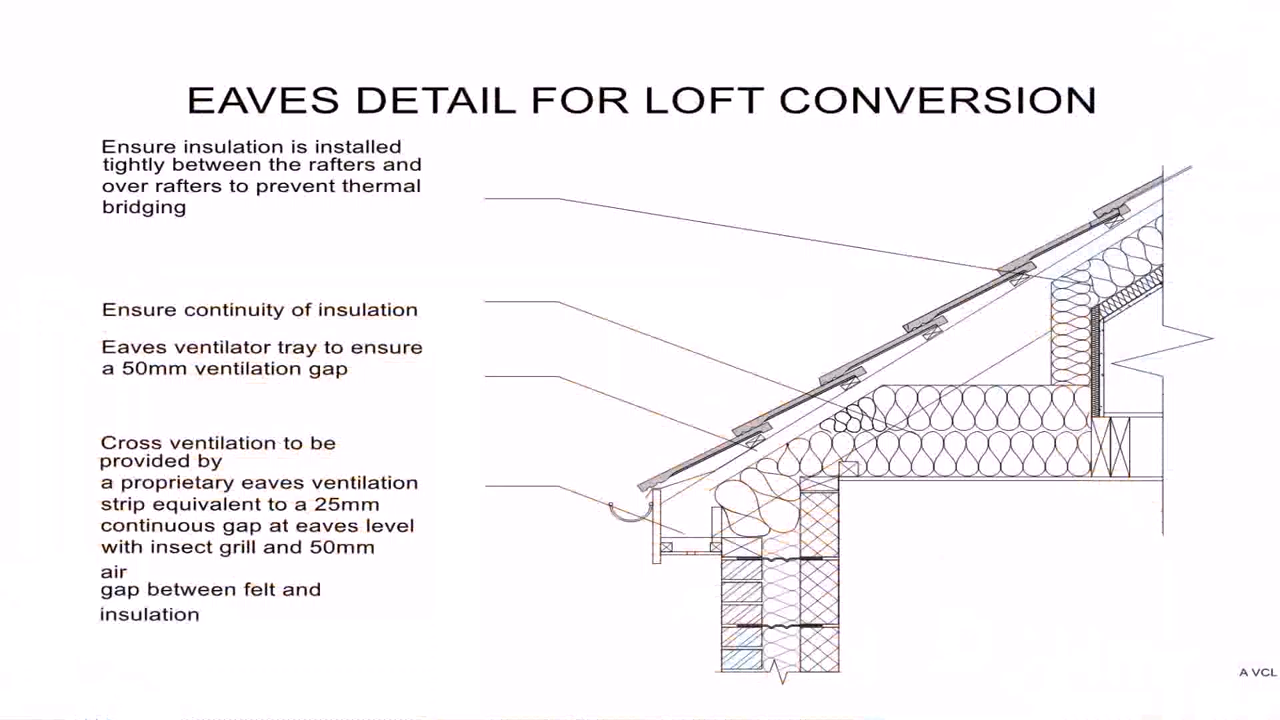 EAVES DETAIL FOR LOFT CONVERSION
Ensure insulation is installed
tightly between the rafters and
over rafters to prevent thermal
bridging
Ensure continuity of insulation
Eaves ventilator tray to ensure
a 50mm ventilation gap
Cross ventilation to be
provided by
a proprietary eaves ventilation
strip equivalent to a 25mm
continuous gap at eaves level
with insect grill and 50mm
air
gap between felt and
insulation
A VCL